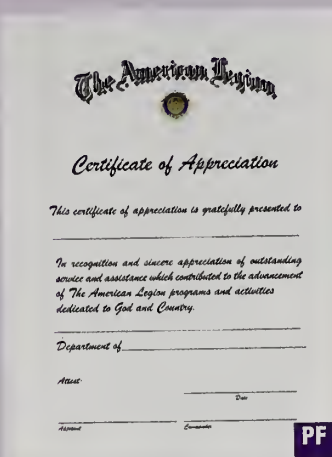 The American Legion
Certificate of Appreciation
This certificate of appreciation is gratefully presented to
In recognition and sincere appreciation of outstanding
service and assistance which contributed to the advancement
of The American Legion programs and activities
dedicated to God and Country.
Department of
Attest:
Date
Adjutant Commander
PF